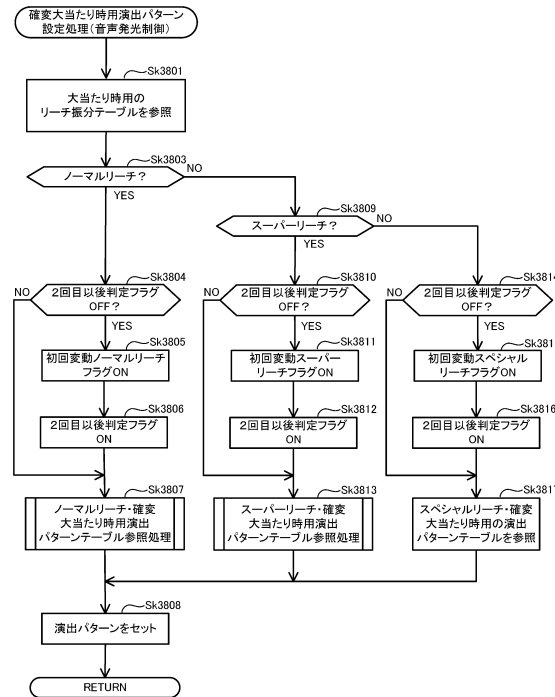 確変大当たり時用演出パターン
設定処理(音声発光制御)
Sk3801
大当たり時用の
リーチ振分テーブルを参照
Sk3803
ノーマルリーチ?
NO
YES
Sk3809
スーパーリーチ?
NO
YES
Sk3804
NO
2回目以後判定フラグ
OFF?
YES
Sk3810
NO
2回目以後判定フラグ
OFF?
YES
Sk3814
NO
2回目以後判定フラグ
OFF?
YES
Sk3805
初回変動ノーマルリーチ
フラグON
Sk3811
初回変動スーパー
リーチフラグON
Sk381
初回変動スペシャル
リーチフラグON
Sk3806
2回目以後判定フラグ
ON
Sk3812
2回目以後判定フラグ
ON
Sk3816
2回目以後判定フラグ
ON
Sk3807
ノーマルリーチ・確変
大当たり時用演出
パターンテーブル参照処理
Sk3813
スーパーリーチ・確変
大当たり時用演出
パターンテーブル参照処理
Sk3817
スペシャルリーチ・確変
大当たり時用の演出
パターンテーブルを参照
Sk3808
演出パターンをセット
RETURN